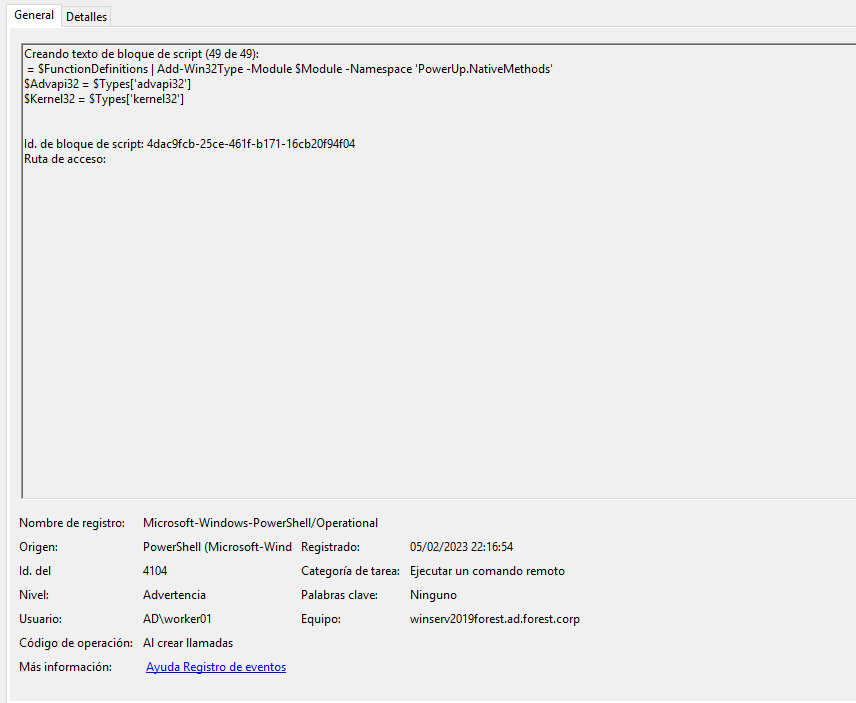 General Detalles
Creando texto de bloque de script (49 de 49):
= $FunctionDefinitions | Add-Win32Type -Module $Module -Namespace 'PowerUp.NativeMethods'
$Advapi32 = $Types['advapi32']
$Kernel32 = $Types['kernel32']
Id. de bloque de script: 4dac9fcb-25ce-461f-b171-16cb20f94f04
Ruta de acceso:
Nombre de registro: Microsoft-Windows-PowerShell/Operational
Origen: PowerShell (Microsoft-Wind Registrado: 05/02/2023 22:16:54
Id. del 4104 Categoría de tarea: Ejecutar un comando remoto
Nivel: Advertencia Palabras clave: Ninguno
Usuario: AD\worker01 Equipo: winserv2019forest.ad.forest.corp
Código de operación: Al crear llamadas
Más información: Ayuda Registro de eventos